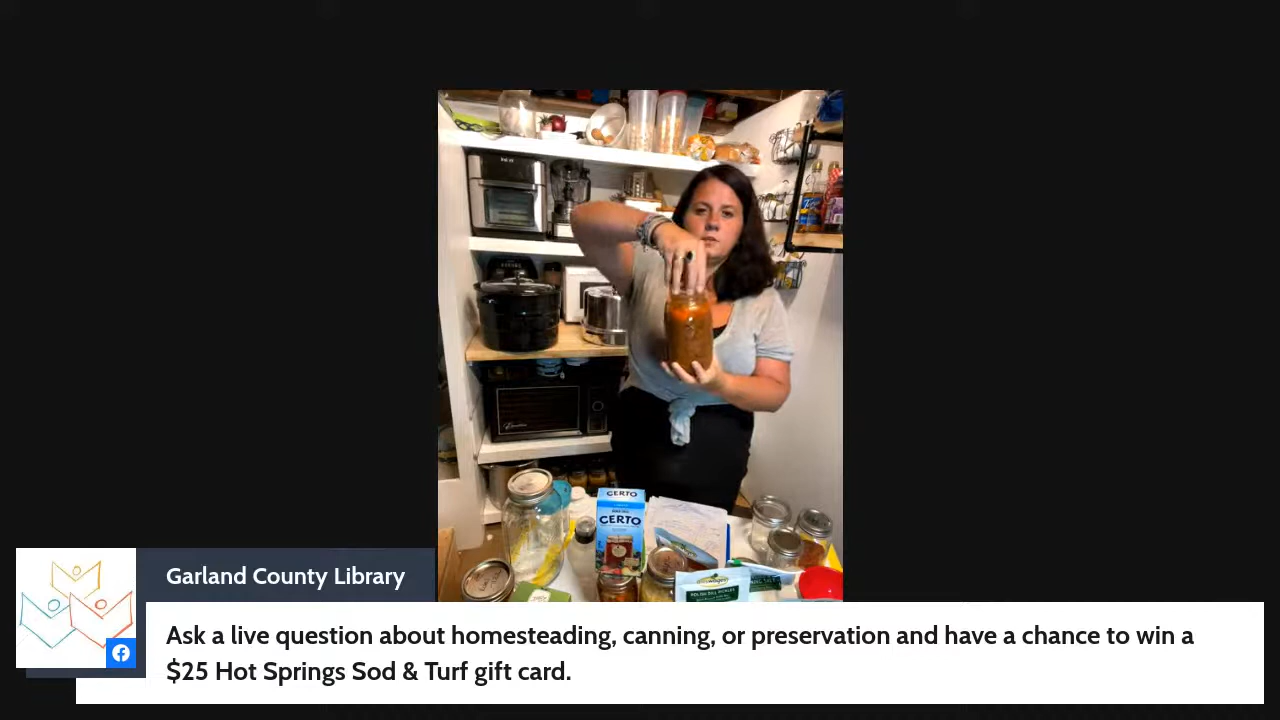 CERTO
CERTO
Garland County Library
Ask a live question about homesteading, canning, or preservation and have a chance to win a
$25 Hot Springs Sod & Turf gift card.